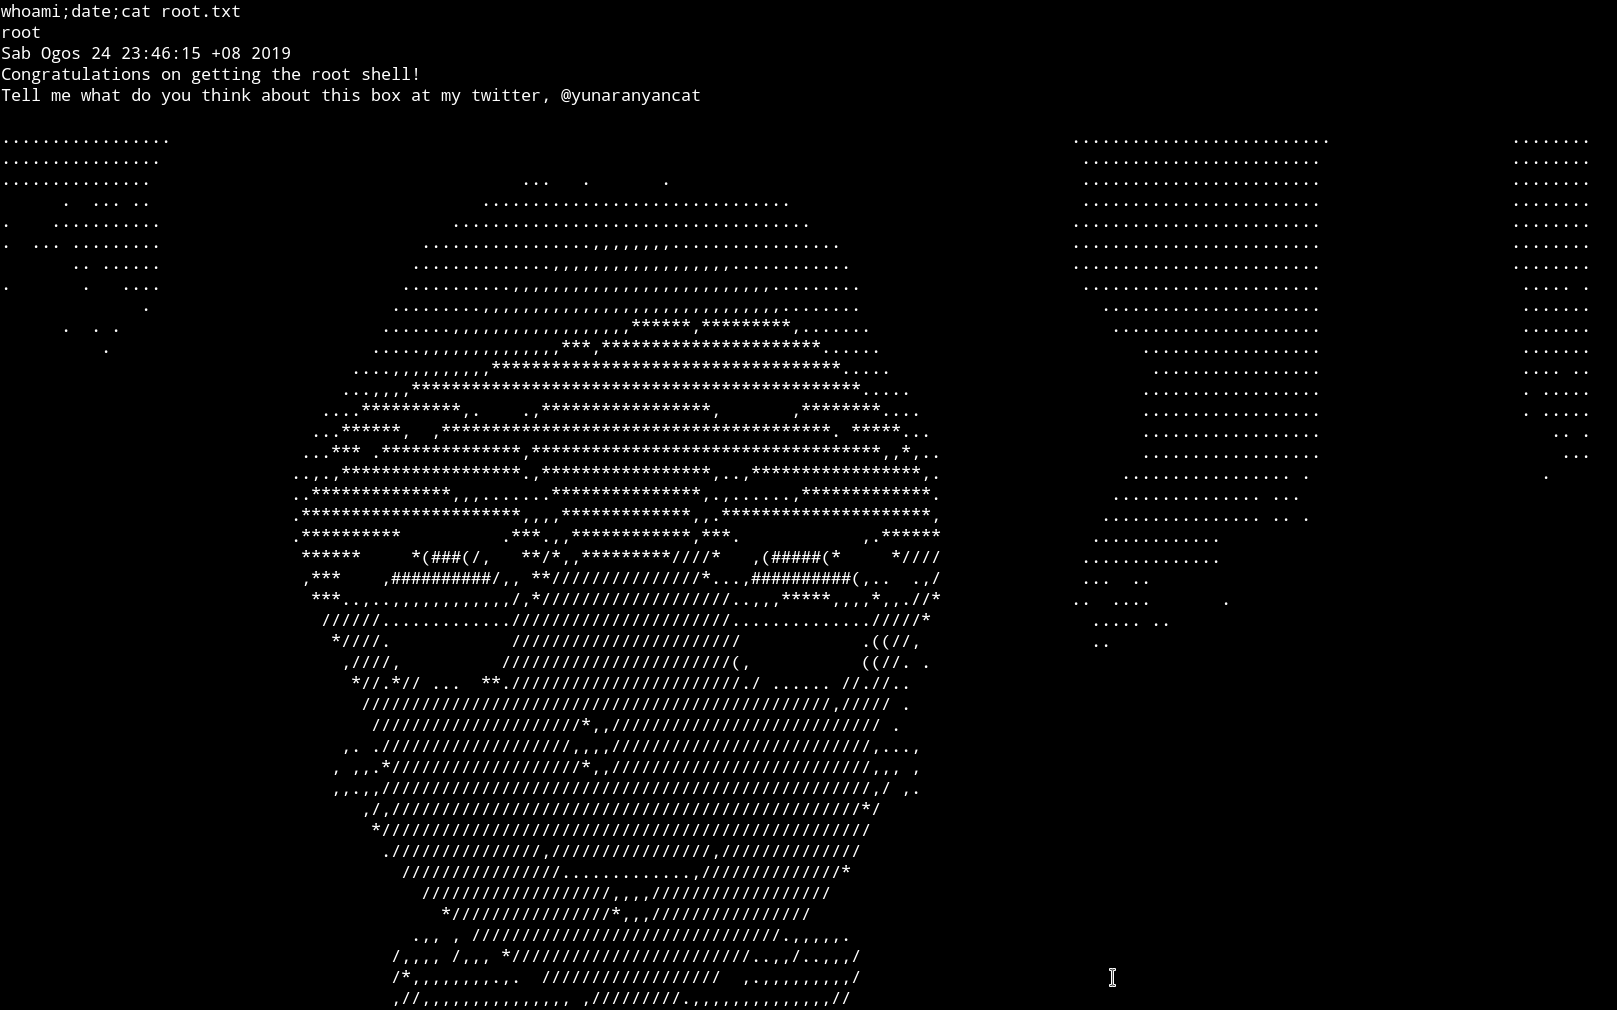 whoami;date;cat root.txt
root
Sab Ogos 24 23:46:15 +08 2019
Congratulations on getting the root shell!
Tell me what do you think about this box at my twitter, @yunaranyancat